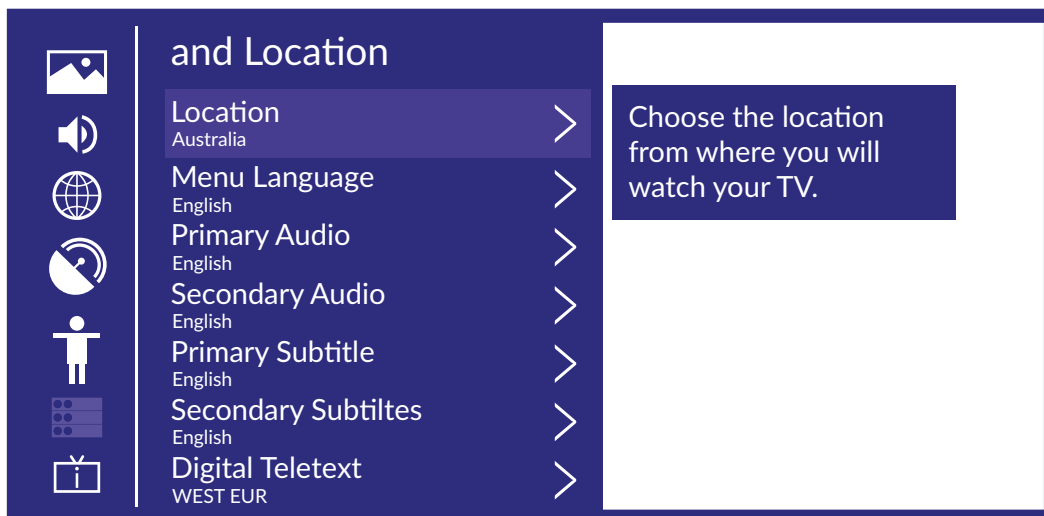 and Location
Location
Australia
Menu Language
English
Primary Audio
English
Secondary Audio
English
Primary Subtitle
English
Secondary Subtiltes
English
Digital Teletext
WEST EUR
Choose the location
from where you will
watch your TV.
i